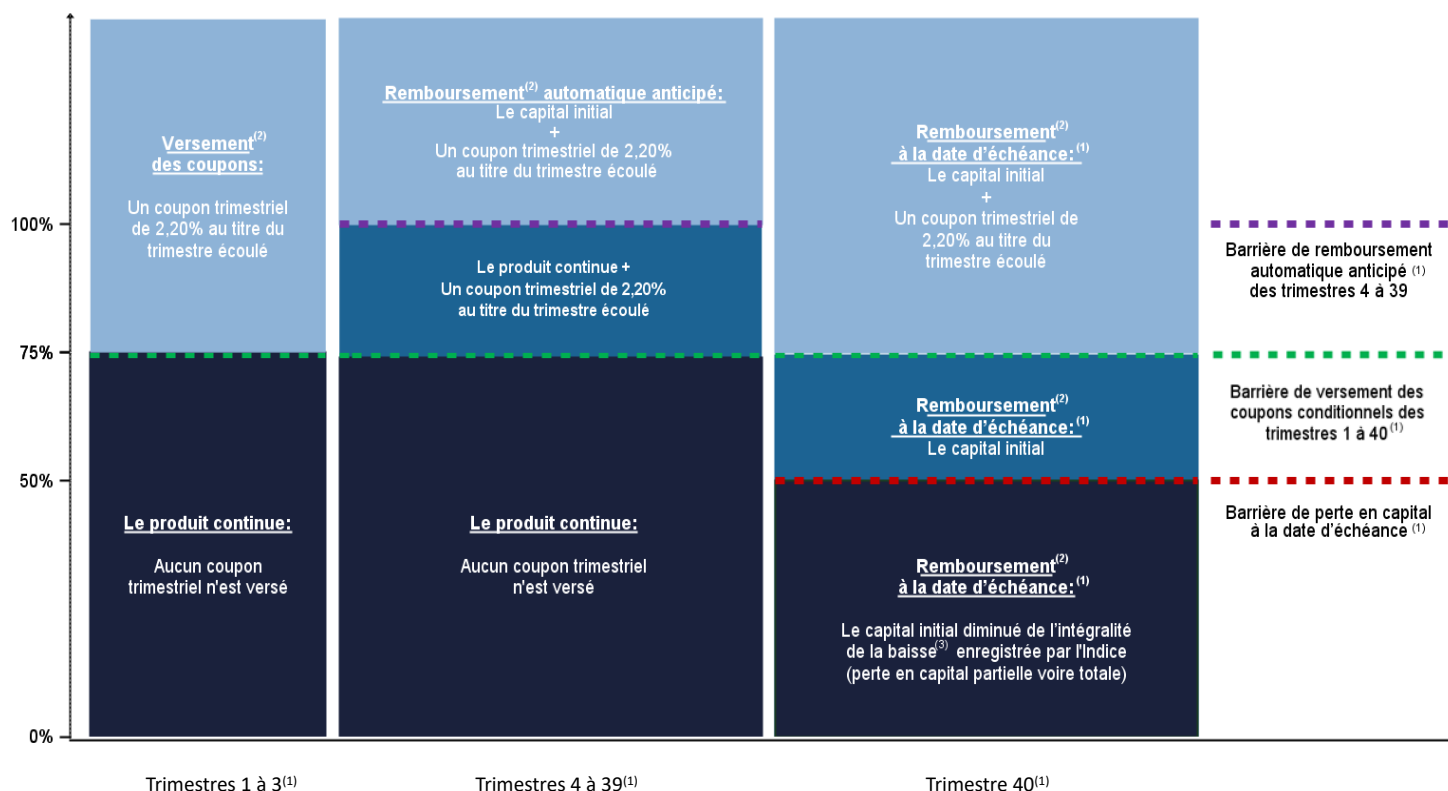 Versement(2)
des coupons:
Un coupon trimestriel
de 2,20% au titre du
trimestre écoulé
Remboursement(2) automatique anticipé:
Le capital initial
+
Un coupon trimestriel de 2,20%
au titre du trimestre écoulé
Remboursement(2)
à la date d’échéance:(1)
Le capital initial
+
Un coupon trimestriel de
2,20% au titre du
trimestre écoulé
100%
Barrière de remboursement
automatique anticipé (1)
des trimestres 4 à 39
Le produit continue +
Un coupon trimestriel de 2,20%
au titre du trimestre écoulé
75%
Remboursement(2)
à la date d’échéance:(1)
Le capital initial
Barrière de versement des
coupons conditionnels des
trimestres 1 à 40(1)
50%
Barrière de perte en capital
à la date d’échéance (1)
Le produit continue:
Aucun coupon
trimestriel n'est versé
Le produit continue:
Aucun coupon trimestriel
n'est versé
Remboursement(2)
à la date d’échéance:(1)
Le capital initial diminué de l’intégralité
de la baisse(3) enregistrée par l'Indice
(perte en capital partielle voire totale)
0%
Trimestres 1 à 3(1)
Trimestres 4 à 39(1)
Trimestre 40(1)